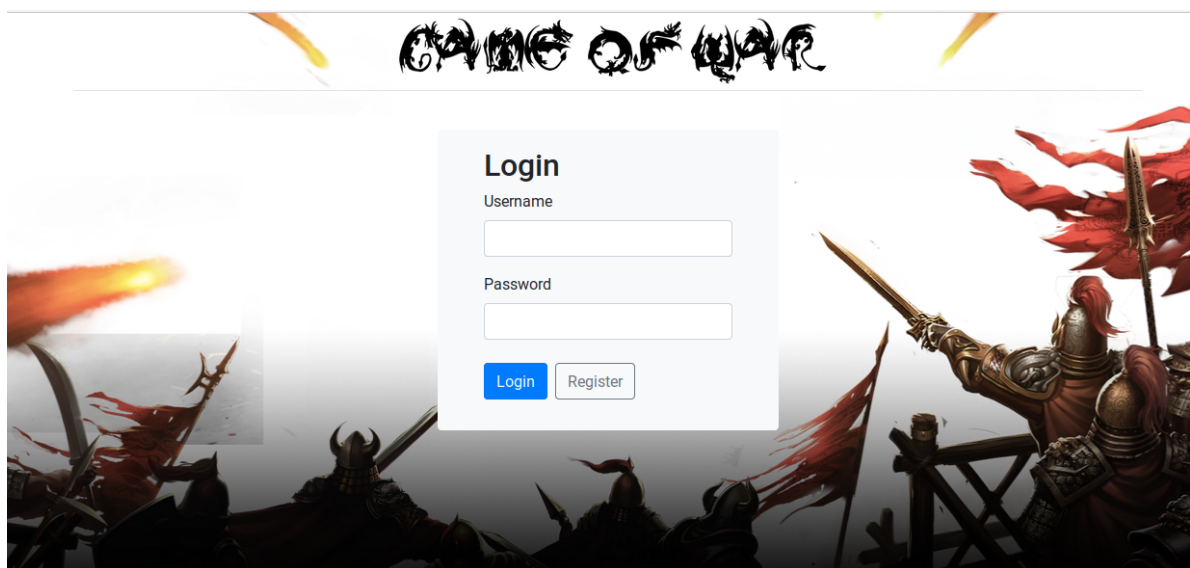 GAME OF WAR
Login
Username
Password
Login Register